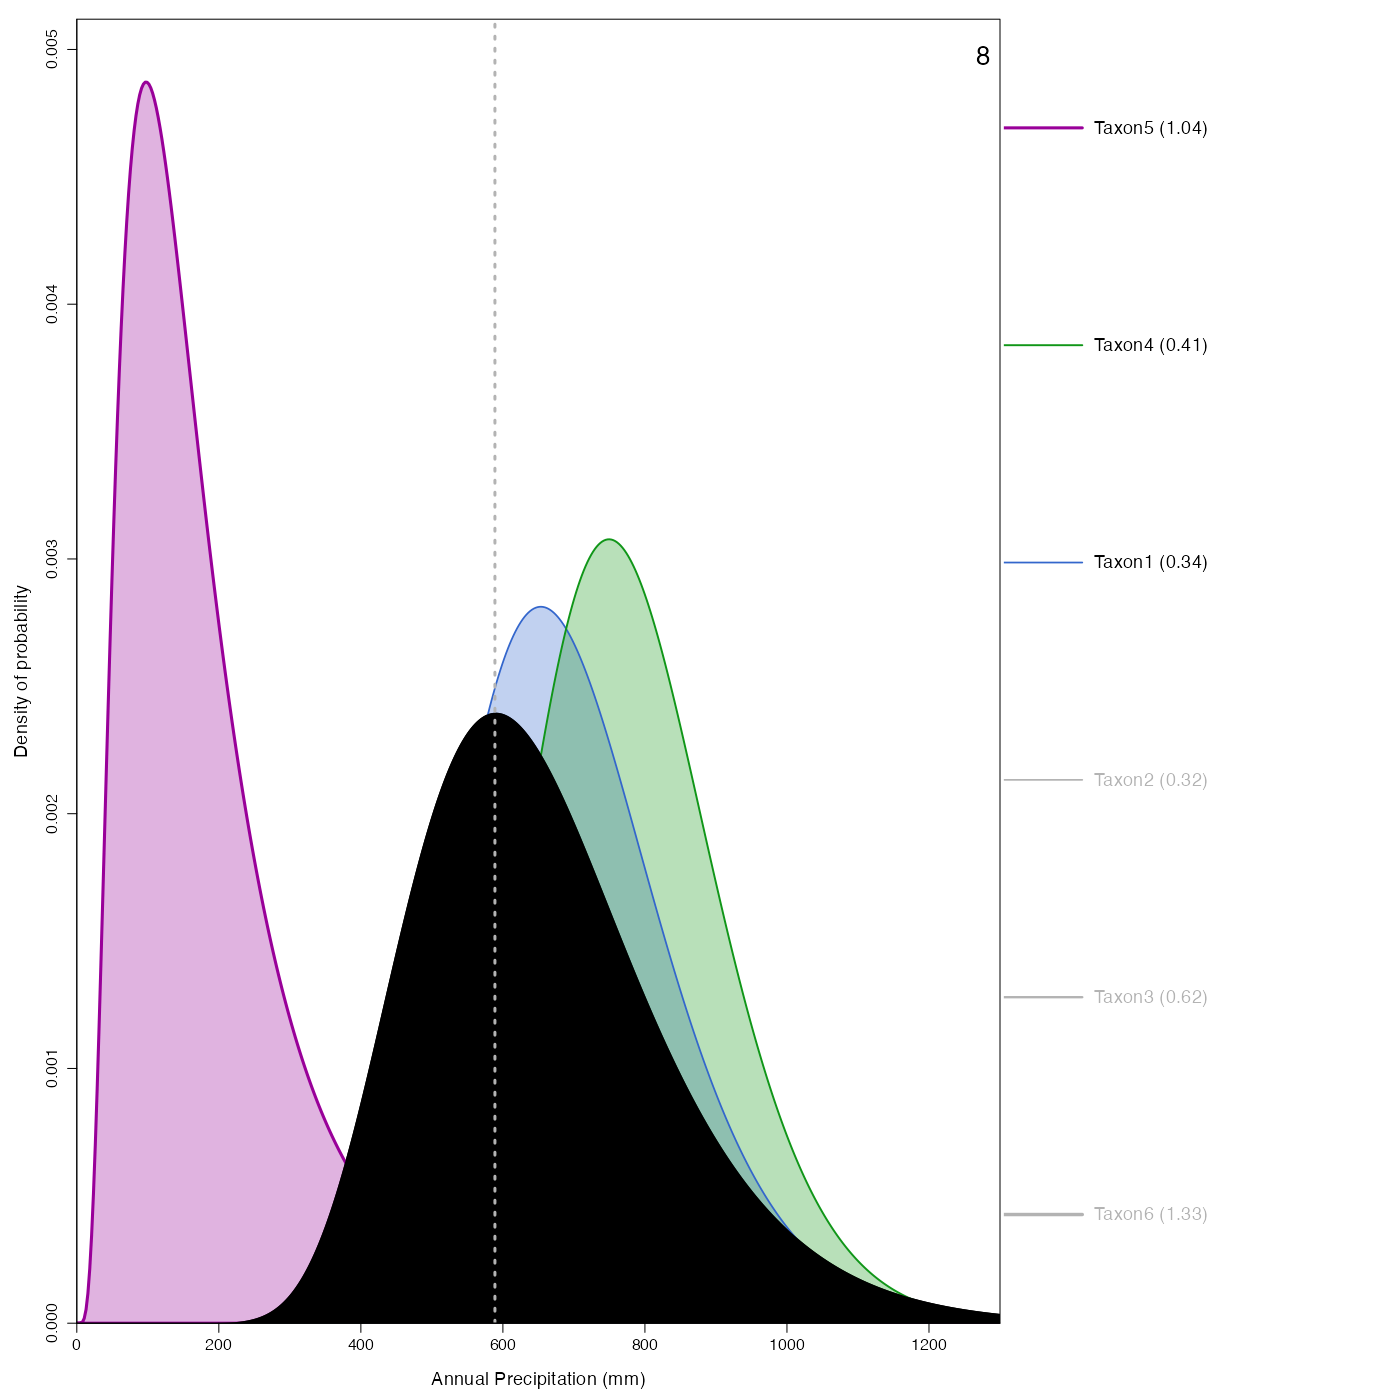 8
Taxon5 (1.04)
Taxon4 (0.41)
Taxon1 (0.34)
Taxon2 (0.32)
Taxon3 (0.62)
Taxon6 (1.33)
Density of probability
0.005
0.004
0.003
0.002
0.001
0.000
0
200
400
600
800
1000
1200
Annual Precipitation (mm)